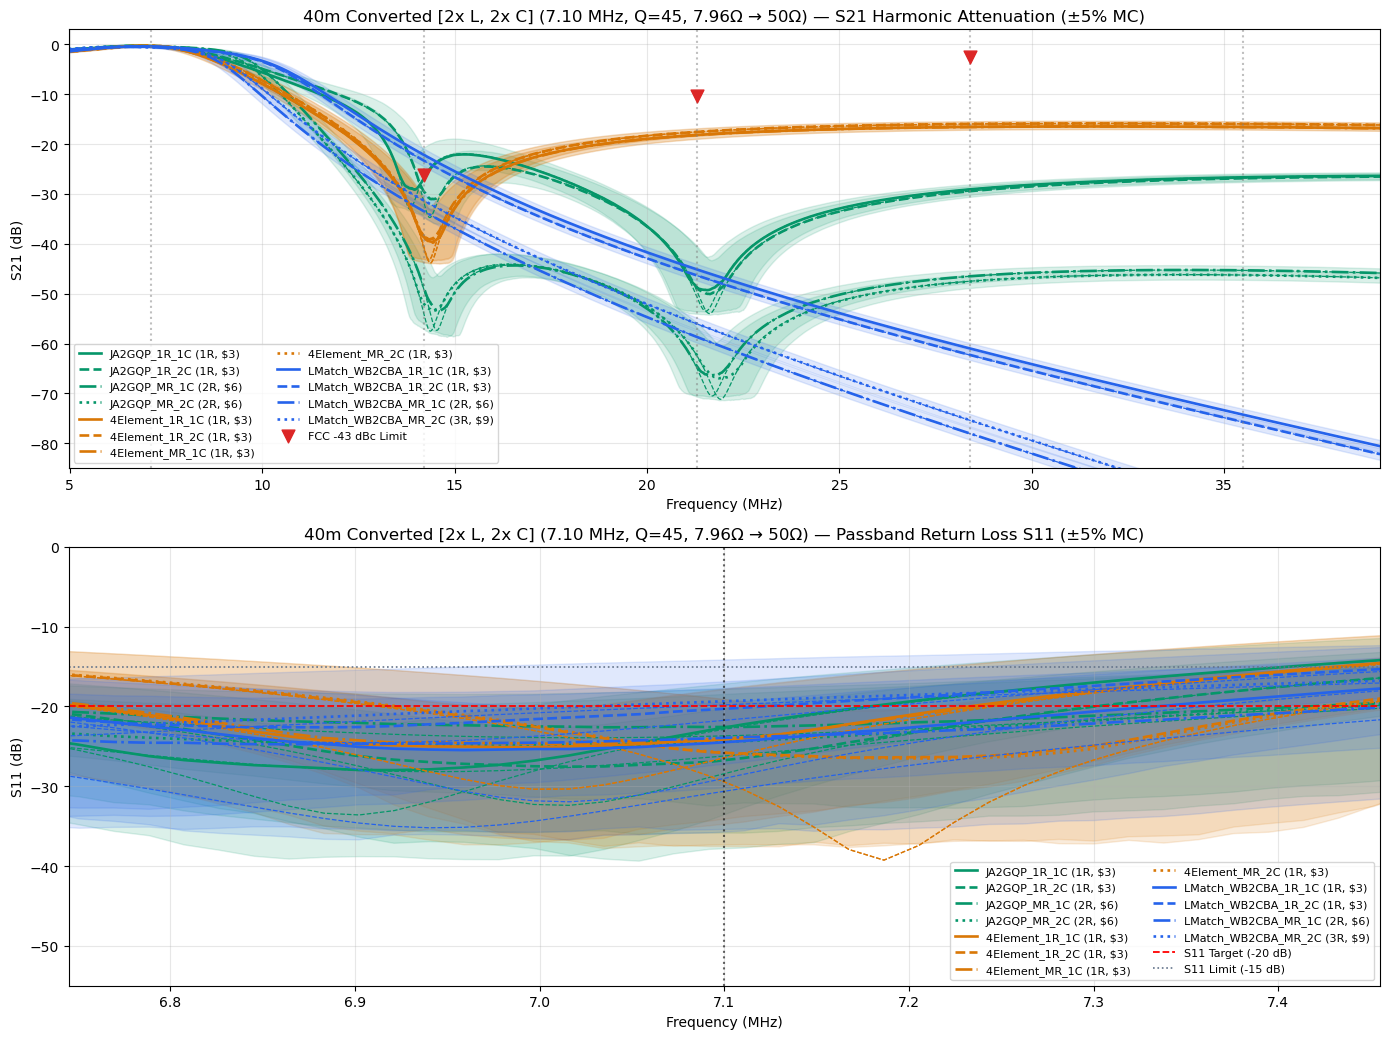 40m Converted [2x L, 2x C] (7.10 MHz, Q=45, 7.96Ω → 50Ω) — S21 Harmonic Attenuation (±5% MC)
0
−10
−20
−30
−40
−50
−60
−70
−80
S21 (dB)
JA2GQP_1R_1C (1R, $3)
JA2GQP_1R_2C (1R, $3)
JA2GQP_MR_1C (2R, $6)
JA2GQP_MR_2C (2R, $6)
4Element_1R_1C (1R, $3)
4Element_1R_2C (1R, $3)
4Element_MR_1C (1R, $3)
4Element_MR_2C (1R, $3)
LMatch_WB2CBA_1R_1C (1R, $3)
LMatch_WB2CBA_1R_2C (1R, $3)
LMatch_WB2CBA_MR_1C (2R, $6)
LMatch_WB2CBA_MR_2C (3R, $9)
FCC -43 dBc Limit
5 10 15 20 25 30 35
Frequency (MHz)
40m Converted [2x L, 2x C] (7.10 MHz, Q=45, 7.96Ω → 50Ω) — Passband Return Loss S11 (±5% MC)
0
−10
−20
−30
−40
−50
S11 (dB)
JA2GQP_1R_1C (1R, $3)
JA2GQP_1R_2C (1R, $3)
JA2GQP_MR_1C (2R, $6)
JA2GQP_MR_2C (2R, $6)
4Element_1R_1C (1R, $3)
4Element_1R_2C (1R, $3)
4Element_MR_1C (1R, $3)
4Element_MR_2C (1R, $3)
LMatch_WB2CBA_1R_1C (1R, $3)
LMatch_WB2CBA_1R_2C (1R, $3)
LMatch_WB2CBA_MR_1C (2R, $6)
LMatch_WB2CBA_MR_2C (3R, $9)
S11 Target (-20 dB)
S11 Limit (-15 dB)
6.8 6.9 7.0 7.1 7.2 7.3 7.4
Frequency (MHz)